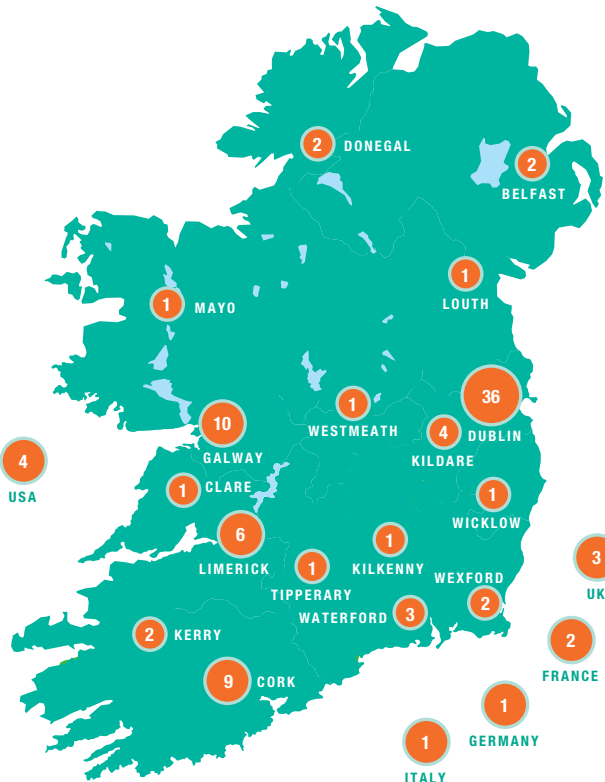 2 DONEGAL
2
BELFAST
1
LOUTH
1 MAYO
36
DUBLIN
1
WESTMEATH
4
KILDARE
10
GALWAY
4
USA
1 CLARE
1
WICKLOW
6
LIMERICK
1
KILKENNY
1
TIPPERARY
3
UK
WEXFORD
2
WATERFORD 3
2 KERRY
2
FRANCE
9 CORK
1
GERMANY
1
ITALY